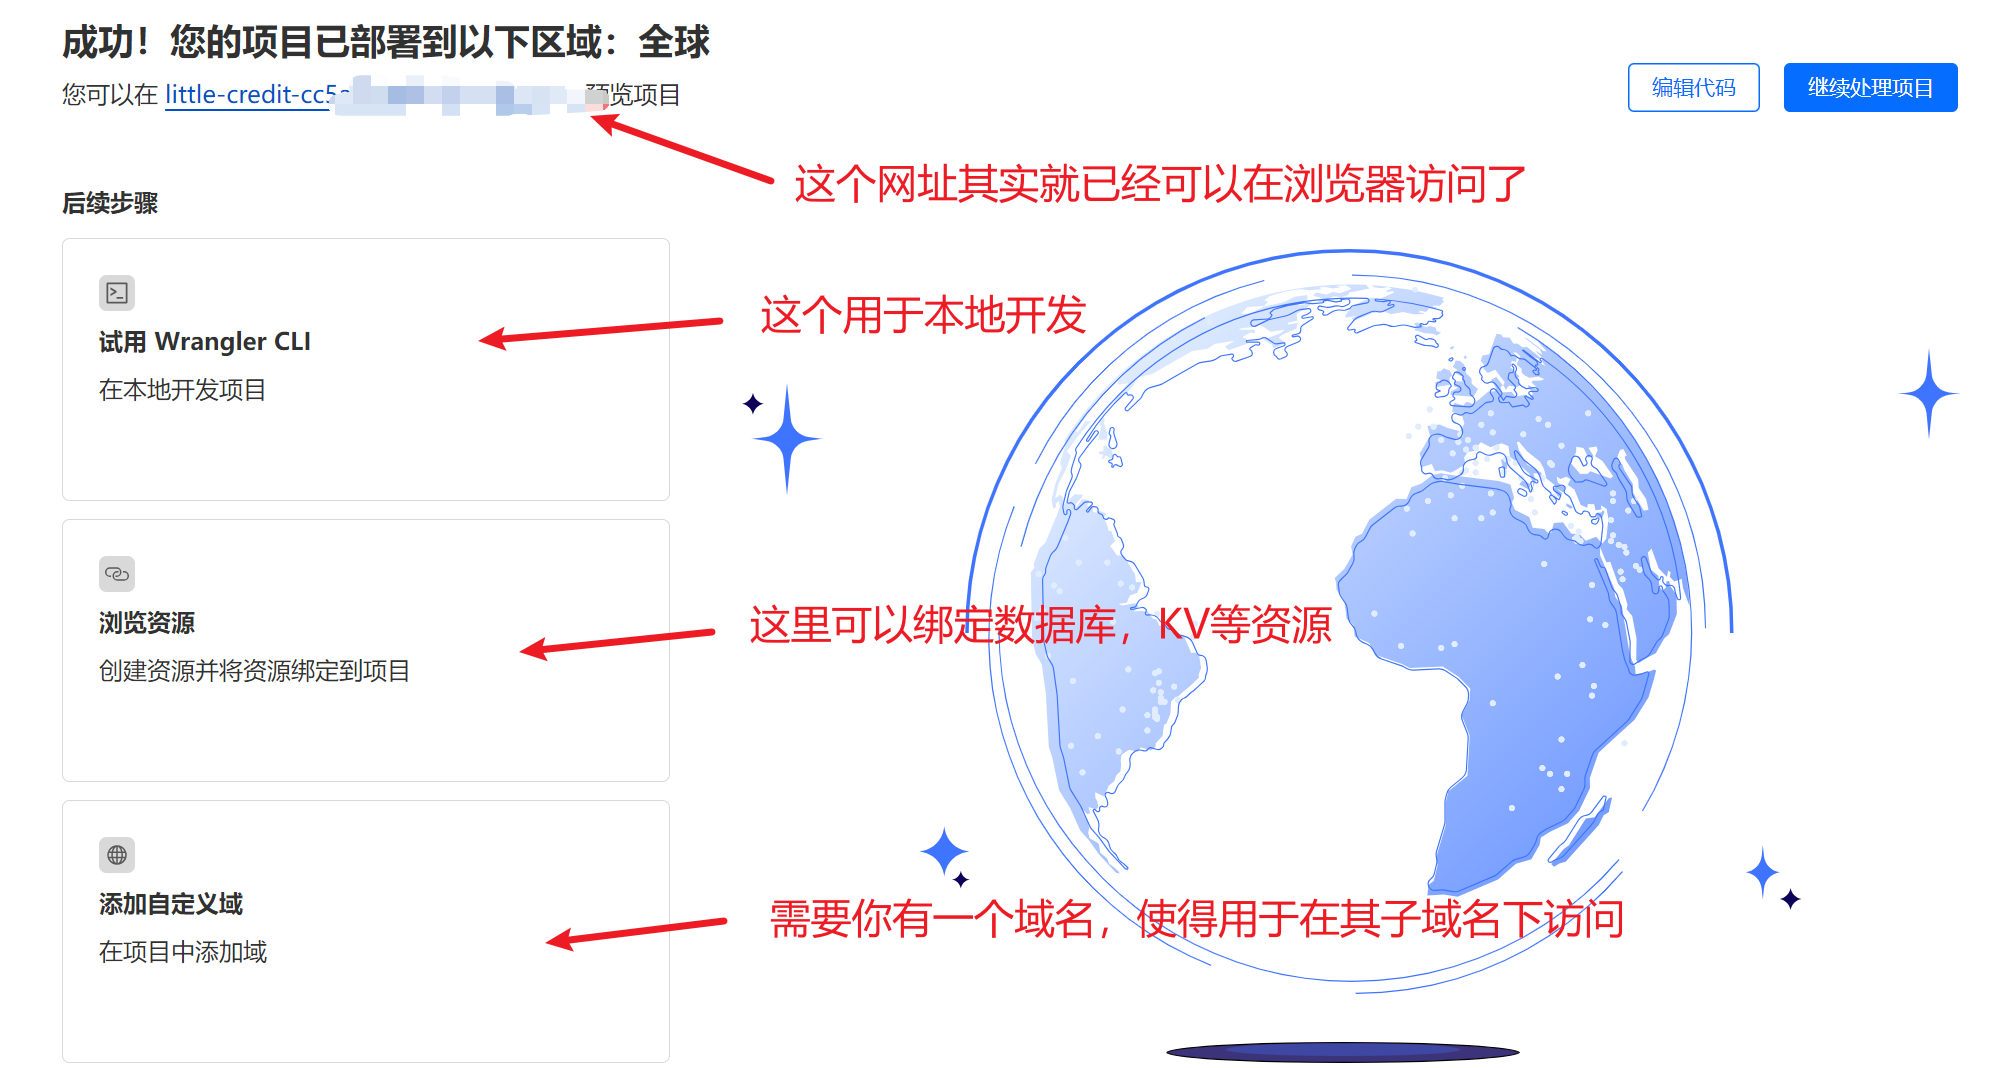 成功！您的项目已部署到以下区域：全球
您可以在 little-credit-cc5a 预览项目
编辑代码
继续处理项目
这个网址其实就已经可以在浏览器访问了
后续步骤
试用 Wrangler CLI
在本地开发项目
这个用于本地开发
浏览资源
创建资源并将资源绑定到项目
这里可以绑定数据库，KV等资源
添加自定义域
在项目中添加域
需要你有一个域名，使得用于在其子域名下访问